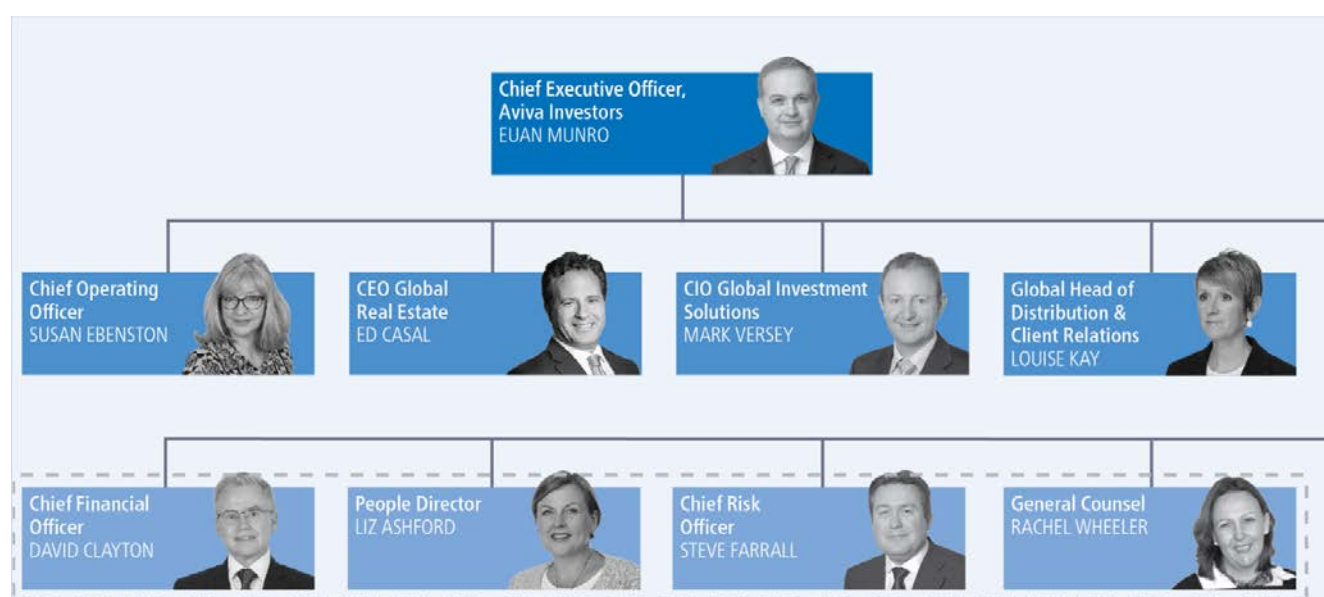 Chief Executive Officer,
Aviva Investors
EUAN MUNRO
Chief Operating
Officer
SUSAN EBENSTON
CEO Global
Real Estate
ED CASAL
CIO Global Investment
Solutions
MARK VERSEY
Global Head of
Distribution &
Client Relations
LOUISE KAY
Chief Financial
Officer
DAVID CLAYTON
People Director
LIZ ASHFORD
Chief Risk
Officer
STEVE FARRALL
General Counsel
RACHEL WHEELER